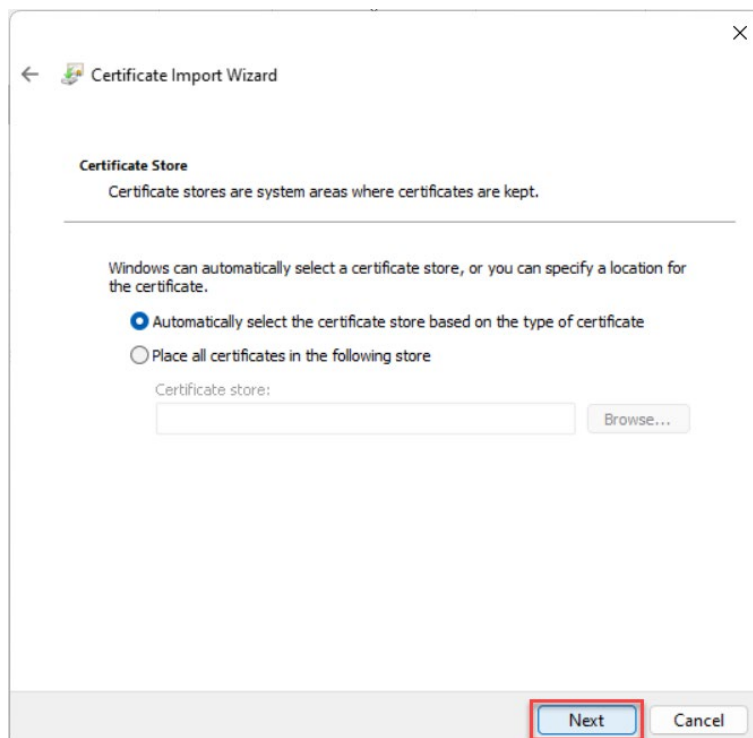 Certificate Import Wizard
Certificate Store
Certificate stores are system areas where certificates are kept.
Windows can automatically select a certificate store, or you can specify a location for
the certificate.
Automatically select the certificate store based on the type of certificate
Place all certificates in the following store
Certificate store:
Browse...
Next
Cancel